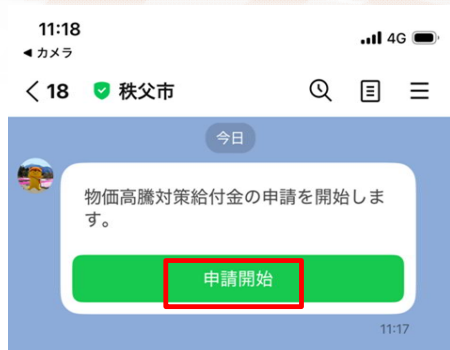 11:18
4G
◀ カメラ
18 秩父市
今日
物価高騰対策給付金の申請を開始しま
す。
申請開始
11:17